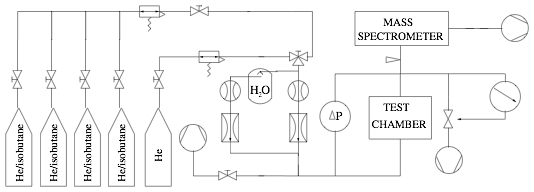 MASS
SPECTROMETER
H2O
ΔP
TEST
CHAMBER
He/isobutane
He/isobutane
He/isobutane
He/isobutane
He